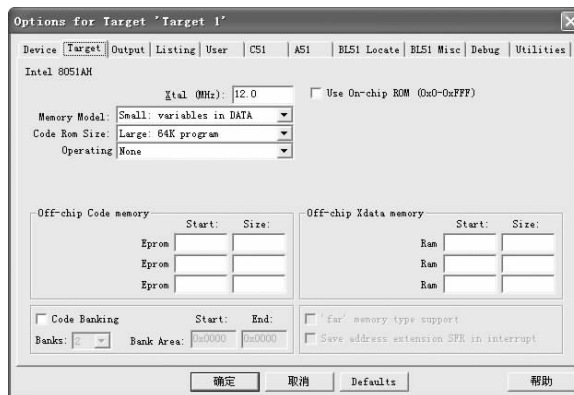 Options for Target 'Target 1'
Device Target Output Listing User C51 A51 BL51 Locate BL51 Misc Debug Utilities
Intel 8051AH
Xtal (MHz): 12.0 Use On-chip ROM (0x0-0xFFF)
Memory Model: Small: variables in DATA
Code Rom Size: Large: 64K program
Operating None
Off-chip Code memory Off-chip Xdata memory
Start: Size: Start: Size:
Eprom Ram
Eprom Ram
Eprom Ram
Code Banking Start: End: 'far' memory type support
Banks: 2 Bank Area: 0x0000 0x0000 Save address extension SFR in interrupt
确定 取消 Defaults 帮助